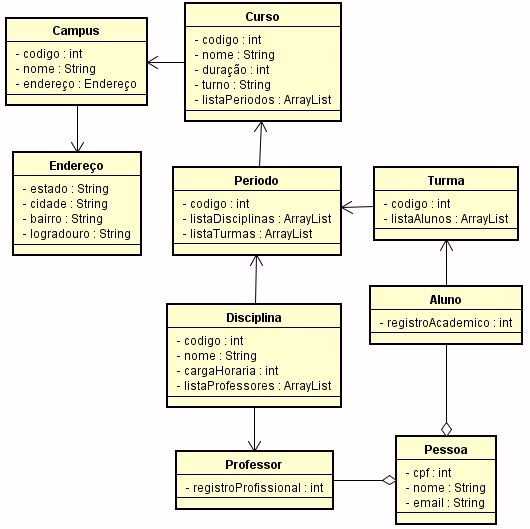 Campus
- codigo : int
- nome : String
- endereço : Endereço
Curso
- codigo : int
- nome : String
- duração : int
- turno : String
- listaPeriodos : ArrayList
Endereço
- estado : String
- cidade : String
- bairro : String
- logradouro : String
Periodo
- codigo : int
- listaDisciplinas : ArrayList
- listaTurmas : ArrayList
Turma
- codigo : int
- listaAlunos : ArrayList
Disciplina
- codigo : int
- nome : String
- cargaHoraria : int
- listaProfessores : ArrayList
Aluno
- registroAcademico : int
Professor
- registroProfissional : int
Pessoa
- cpf : int
- nome : String
- email : String